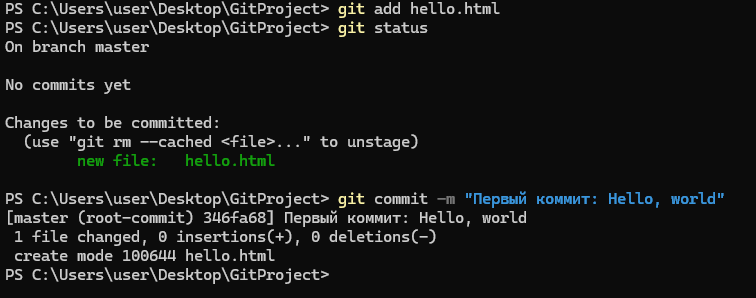 PS C:\Users\user\Desktop\GitProject> git add hello.html
PS C:\Users\user\Desktop\GitProject> git status
On branch master

No commits yet

Changes to be committed:
  (use "git rm --cached <file>..." to unstage)
        new file:   hello.html

PS C:\Users\user\Desktop\GitProject> git commit -m "Первый коммит: Hello, world"
[master (root-commit) 346fa68] Первый коммит: Hello, world
 1 file changed, 0 insertions(+), 0 deletions(-)
 create mode 100644 hello.html
PS C:\Users\user\Desktop\GitProject>